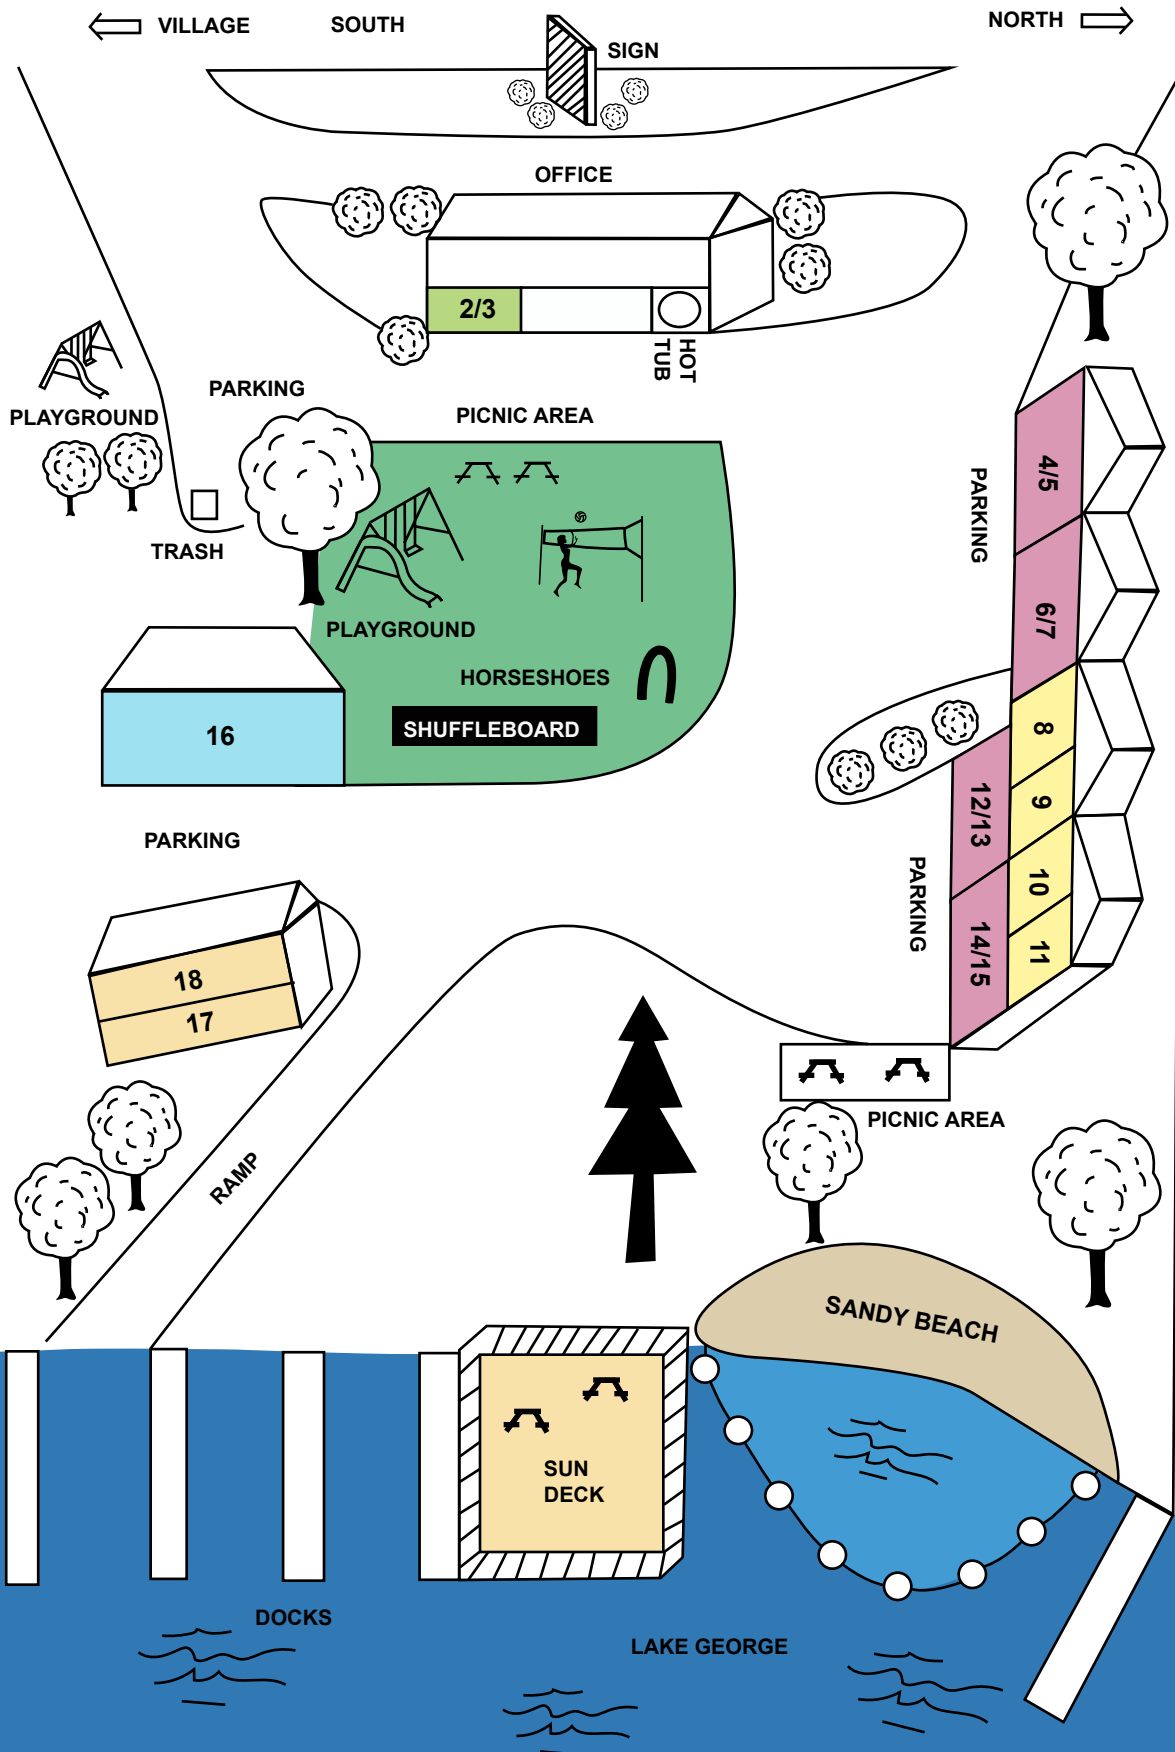 VILLAGE
SOUTH
NORTH
SIGN
OFFICE
2/3
HOT
TUB
PLAYGROUND
PARKING
PICNIC AREA
TRASH
PLAYGROUND
HORSESHOES
SHUFFLEBOARD
16
PARKING
4/5
6/7
8
9
10
11
12/13
14/15
PARKING
PARKING
18
17
RAMP
PICNIC AREA
SANDY BEACH
SUN
DECK
DOCKS
LAKE GEORGE